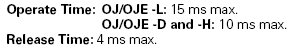 Operate Time: OJ/OJE -L: 15 ms max.
OJ/OJE -D and -H: 10 ms max.
Release Time: 4 ms max.